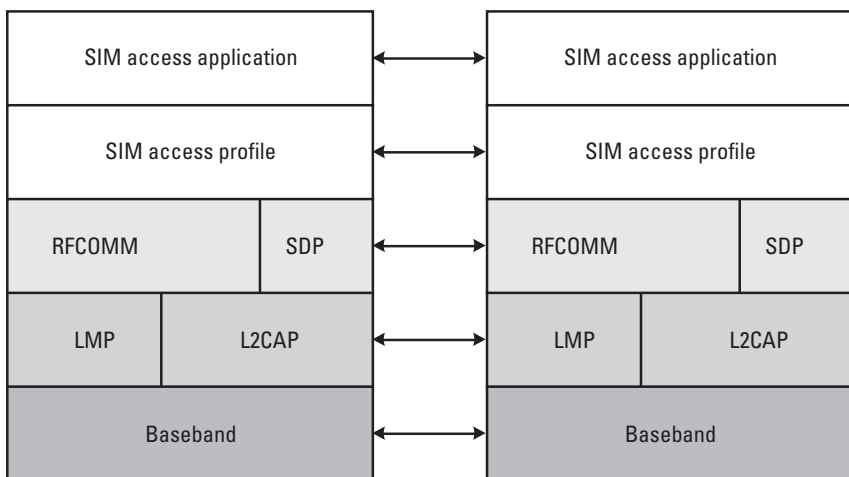 SIM access application
SIM access application
SIM access profile
SIM access profile
RFCOMM
SDP
RFCOMM
SDP
LMP
L2CAP
LMP
L2CAP
Baseband
Baseband